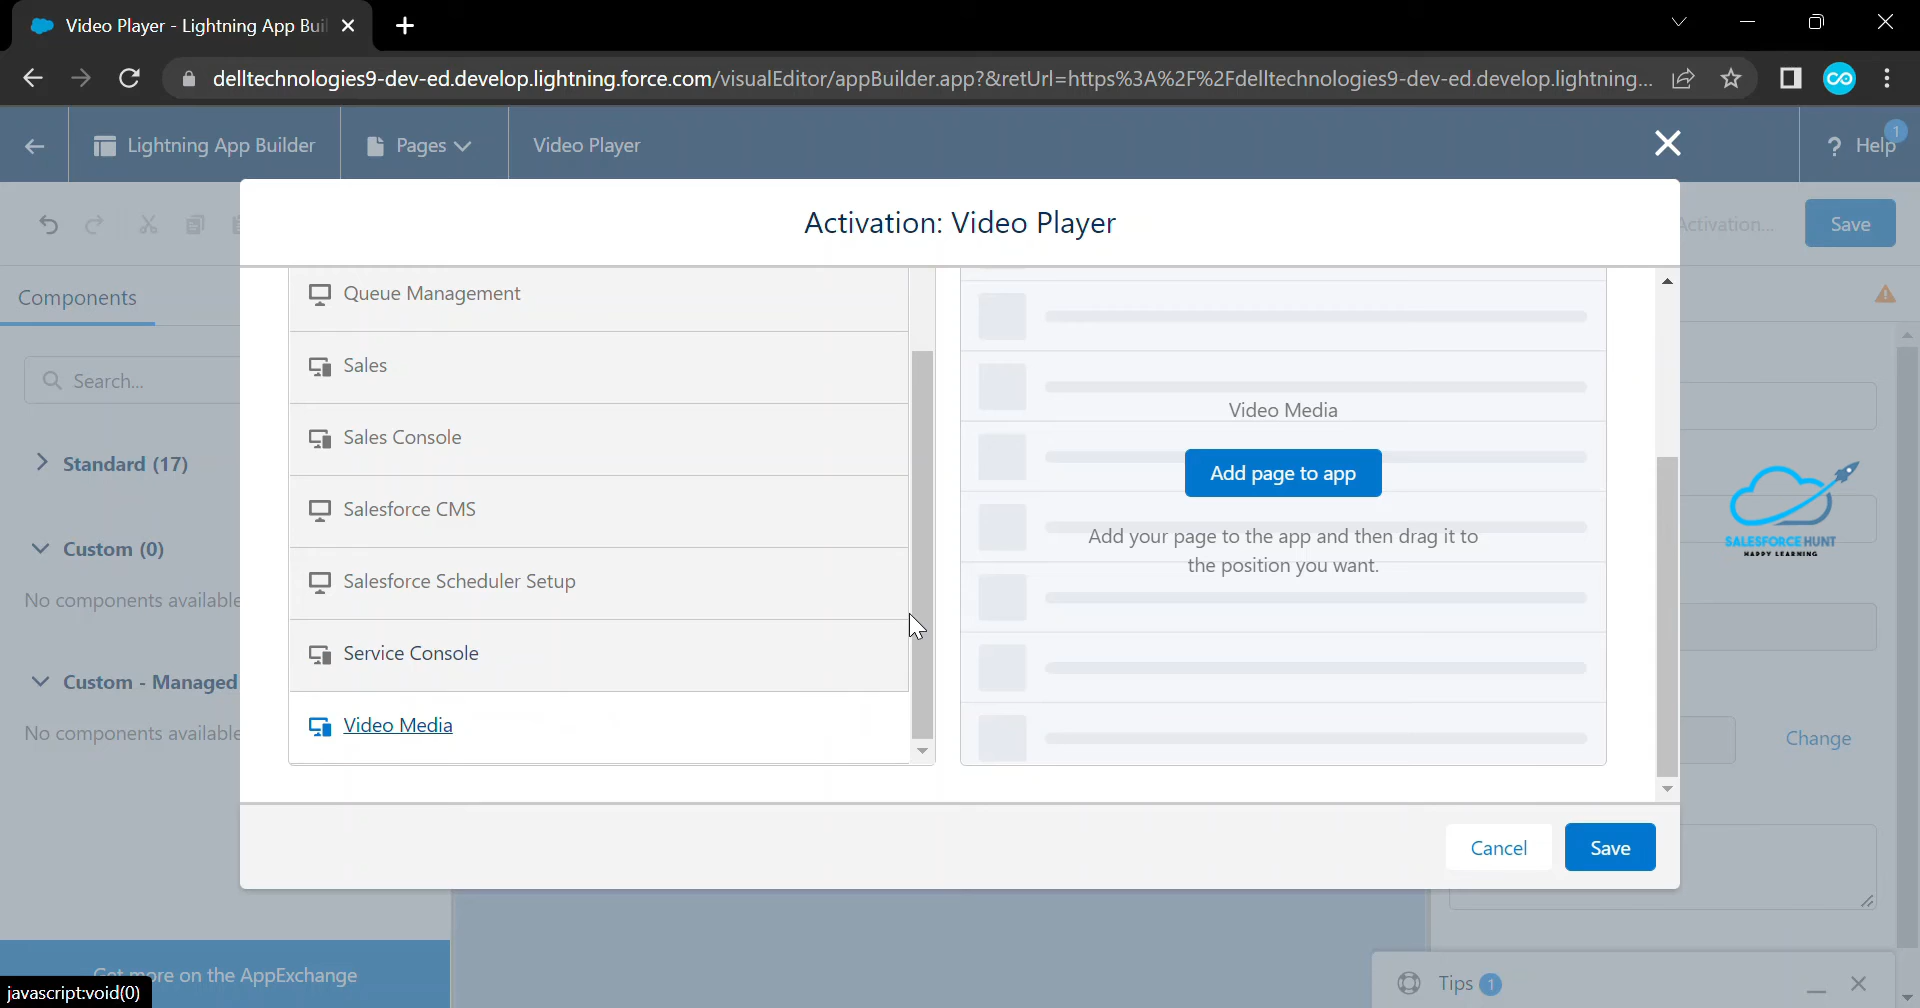 Video Player - Lightning App Buil
delltechnologies9-dev-ed.develop.lightning.force.com/visualEditor/appBuilder.app?&retUrl=https%3A%2F%2Fdelltechnologies9-dev-ed.develop.lightning...
Lightning App Builder
Pages
Video Player
? Help
1
Activation: Video Player
Activation...
Save
Components
Queue Management
Search...
Sales
Video Media
Sales Console
Standard (17)
Add page to app
Salesforce CMS
Add your page to the app and then drag it to
the position you want.
SALESFORCE HUNT
HAPPY LEARNING
Custom (0)
Salesforce Scheduler Setup
No components available
Service Console
Custom - Managed
Video Media
No components available
Change
Cancel
Save
Get more on the AppExchange
Tips 1
javascript:void(0)